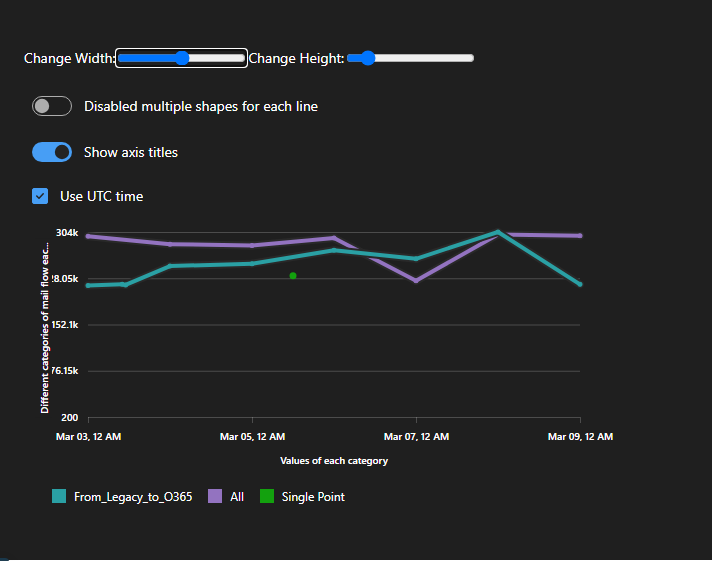 Change Width: Change Height:
Disabled multiple shapes for each line
Show axis titles
Use UTC time
304k
8.05k
152.1k
76.15k
200
Different categories of mail flow eac...
Mar 03, 12 AM Mar 05, 12 AM Mar 07, 12 AM Mar 09, 12 AM
Values of each category
From_Legacy_to_O365 All Single Point